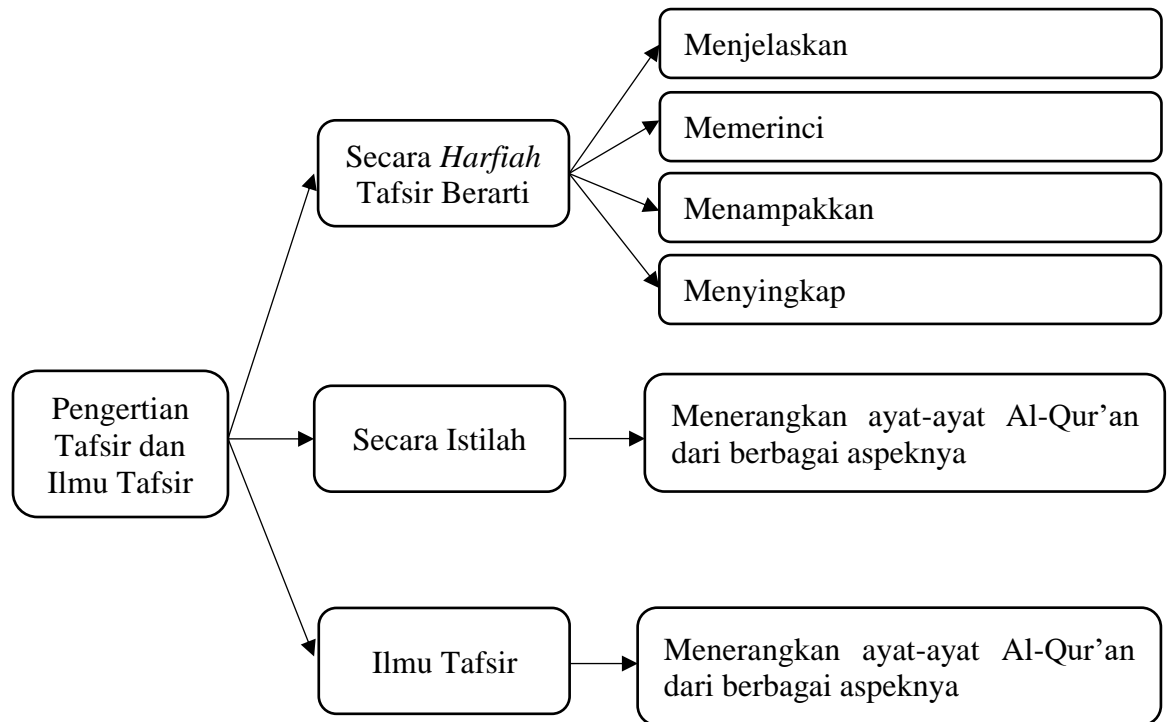 Menjelaskan
Memerinci
Secara Harfiah
Tafsir Berarti
Menampakkan
Menyingkap
Pengertian
Tafsir dan
Ilmu Tafsir
Secara Istilah
Menerangkan ayat-ayat Al-Qur’an
dari berbagai aspeknya
Ilmu Tafsir
Menerangkan ayat-ayat Al-Qur’an
dari berbagai aspeknya